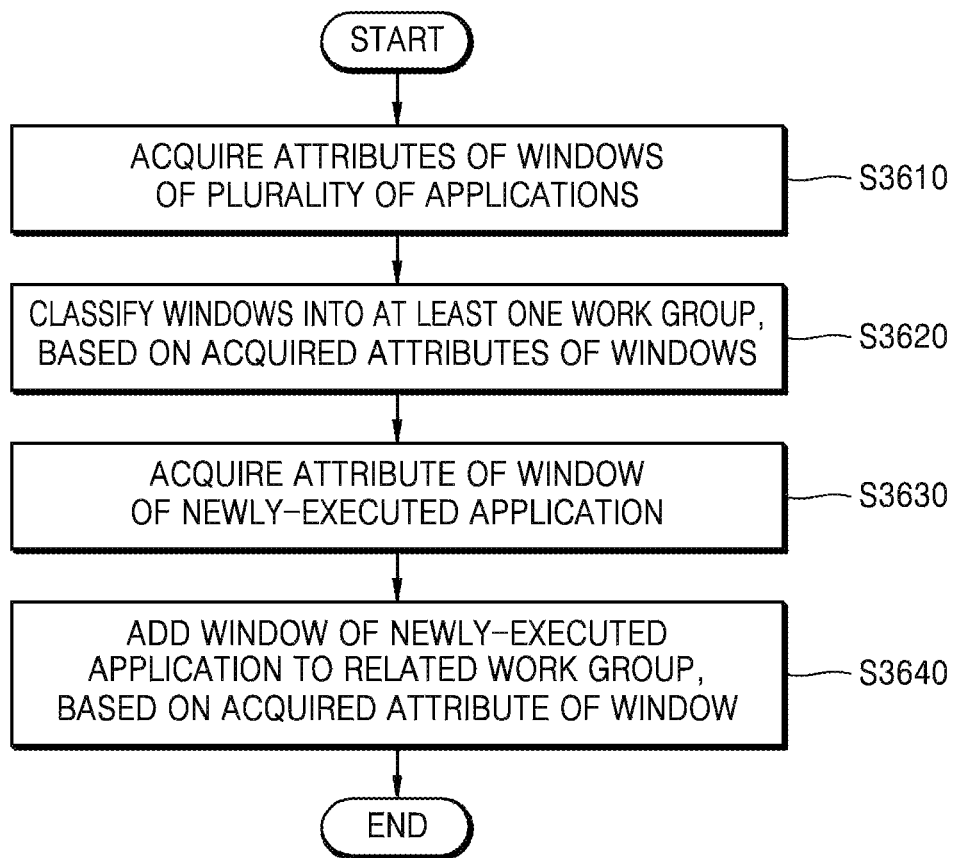 START
ACQUIRE ATTRIBUTES OF WINDOWS
OF PLURALITY OF APPLICATIONS
S3610
CLASSIFY WINDOWS INTO AT LEAST ONE WORK GROUP,
BASED ON ACQUIRED ATTRIBUTES OF WINDOWS
S3620
ACQUIRE ATTRIBUTE OF WINDOW
OF NEWLY-EXECUTED APPLICATION
S3630
ADD WINDOW OF NEWLY-EXECUTED
APPLICATION TO RELATED WORK GROUP,
BASED ON ACQUIRED ATTRIBUTE OF WINDOW
S3640
END